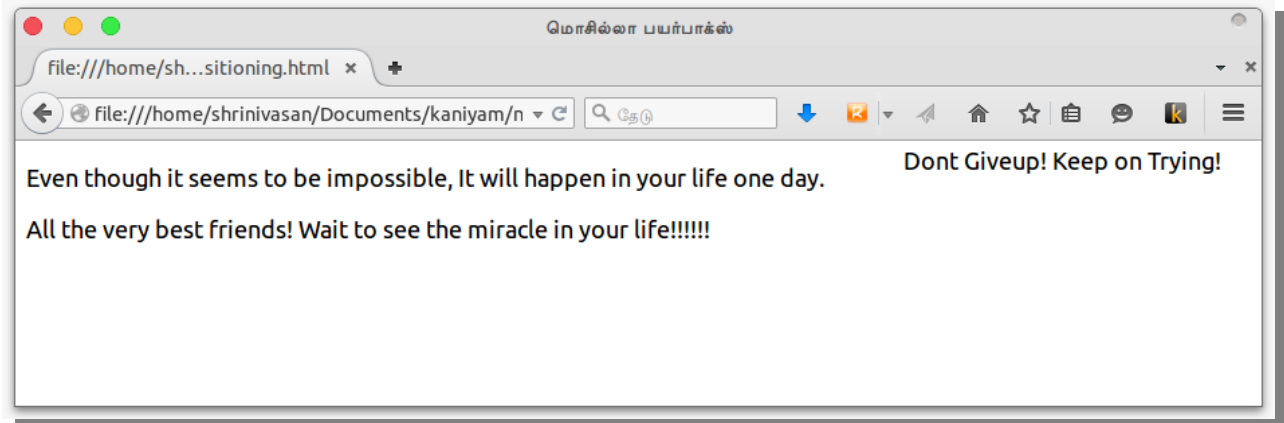 மொசில்லா பயர்பாக்ஸ்
file:///home/sh...sitioning.html
file:///home/shrinivasan/Documents/kaniyam/n
தேடு
Dont Giveup! Keep on Trying!
Even though it seems to be impossible, It will happen in your life one day.
All the very best friends! Wait to see the miracle in your life!!!!!!